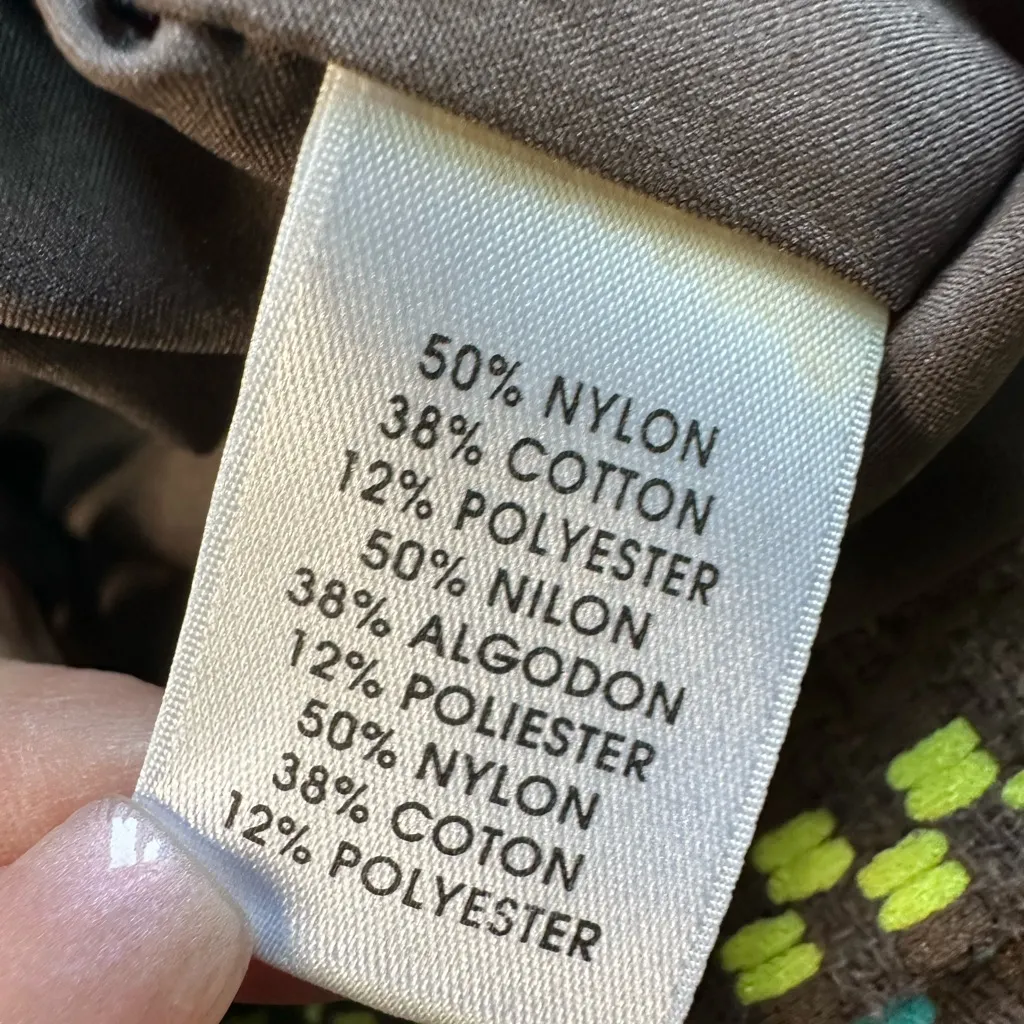 50% NYLON
38% COTTON
12% POLYESTER
50% NILON
38% ALGODON
12% POLIESTER
50% NYLON
38% COTON
12% POLYESTER